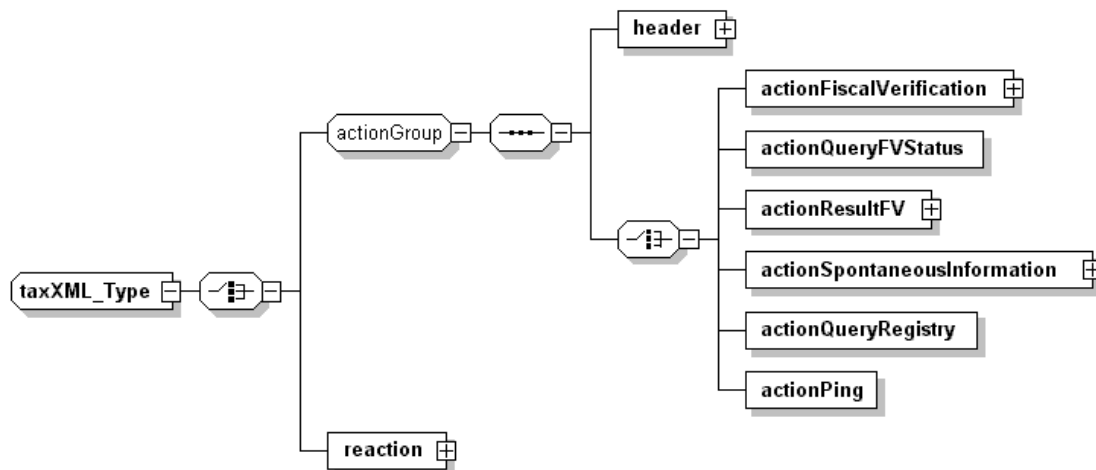 header
actionFiscalVerification
actionGroup
actionQueryFVStatus
actionResultFV
actionSpontaneousInformation
taxXML_Type
actionQueryRegistry
actionPing
reaction